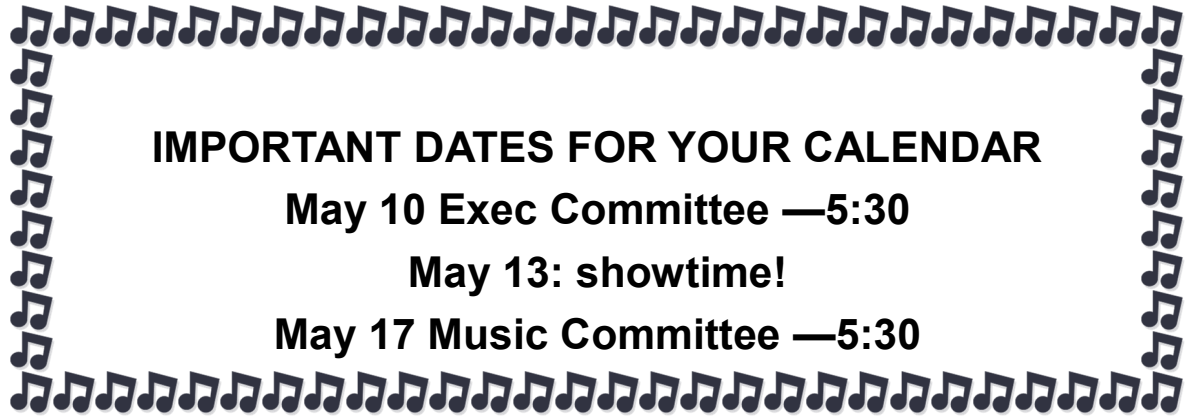 IMPORTANT DATES FOR YOUR CALENDAR
May 10 Exec Committee —5:30
May 13: showtime!
May 17 Music Committee —5:30